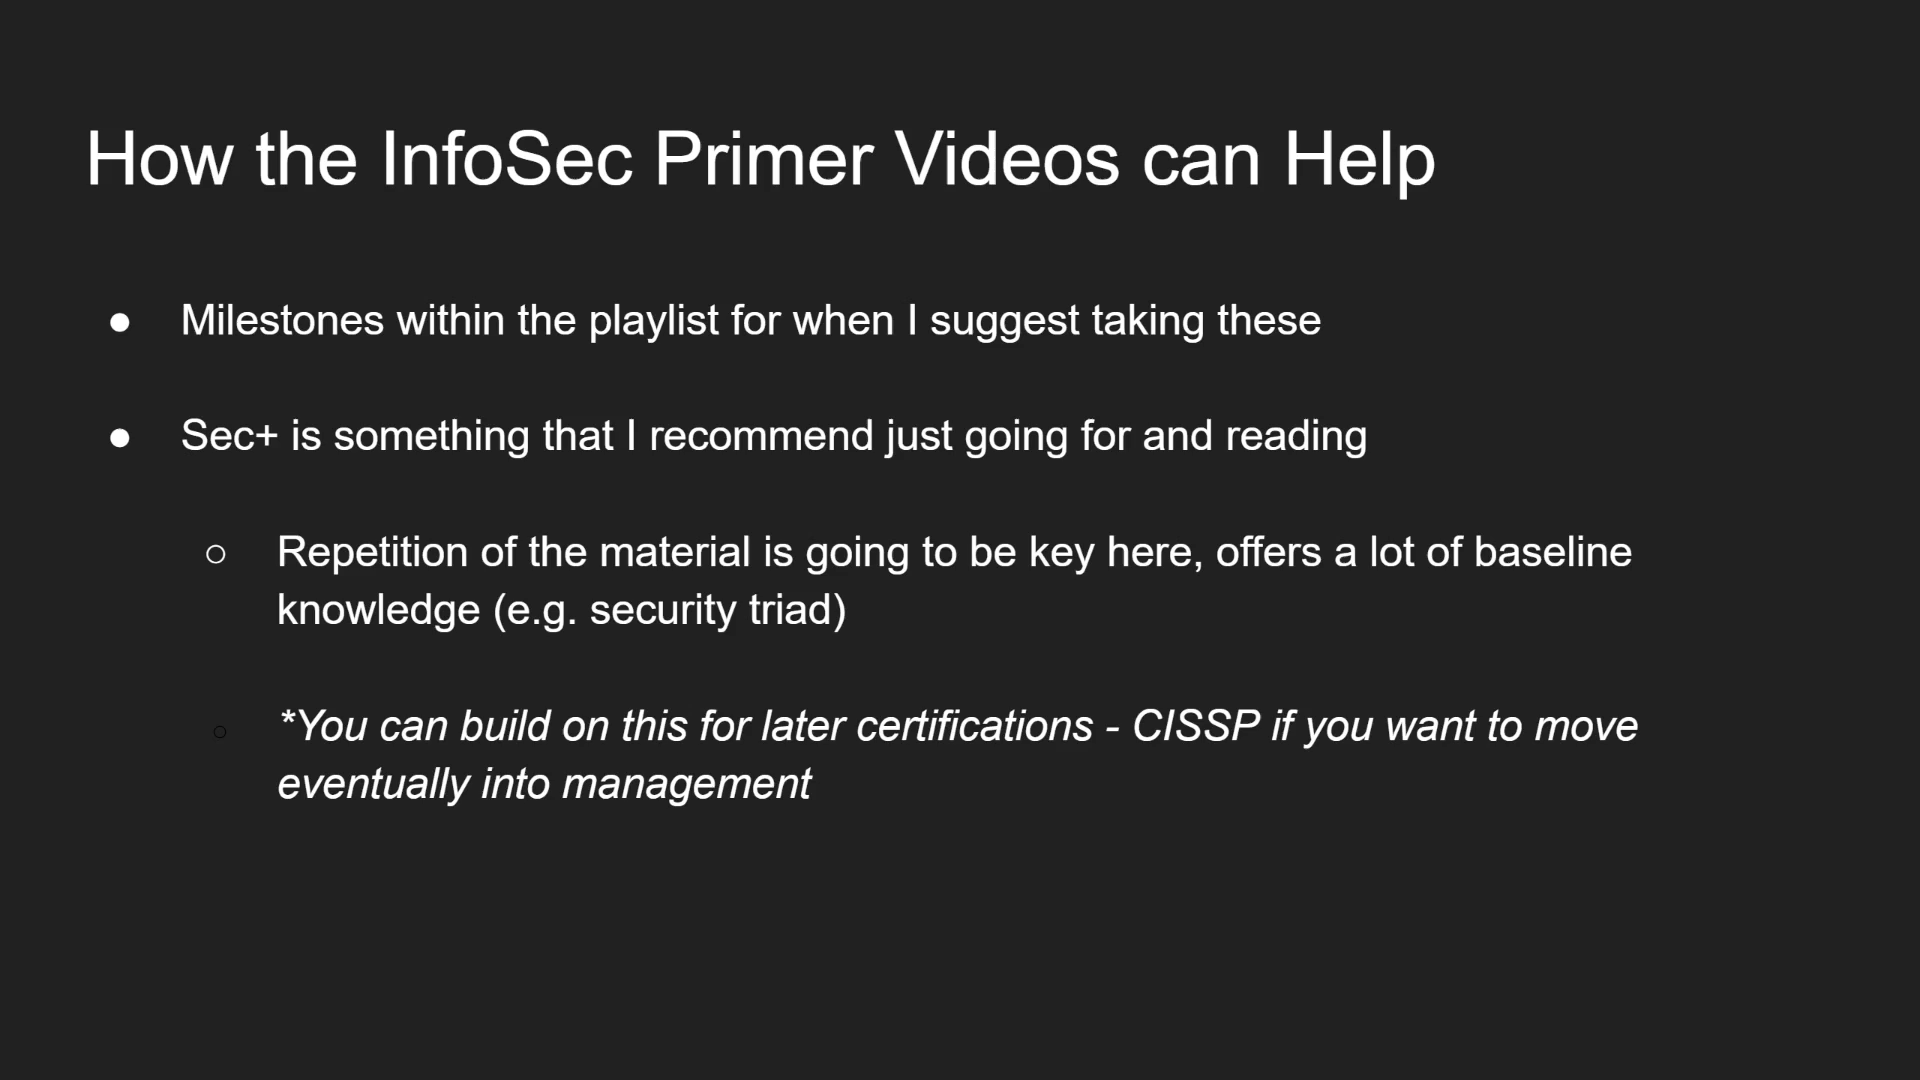 How the InfoSec Primer Videos can Help
● Milestones within the playlist for when I suggest taking these
● Sec+ is something that I recommend just going for and reading
○ Repetition of the material is going to be key here, offers a lot of baseline
knowledge (e.g. security triad)
○ *You can build on this for later certifications - CISSP if you want to move
eventually into management